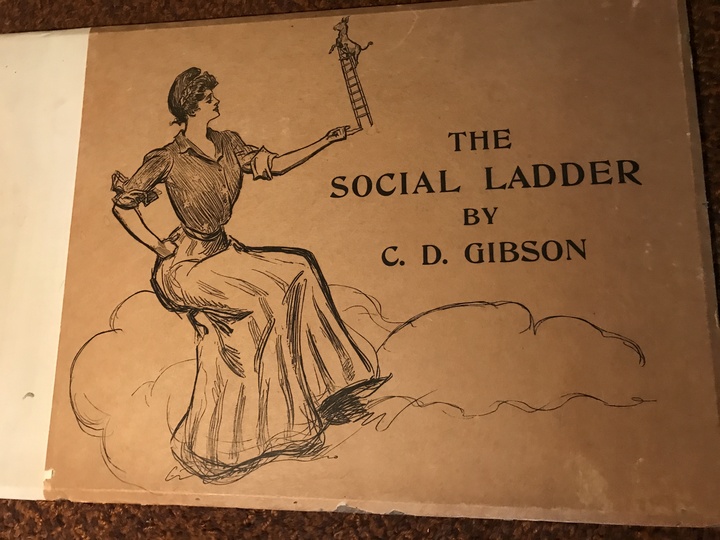 THE
SOCIAL LADDER
BY
C. D. GIBSON